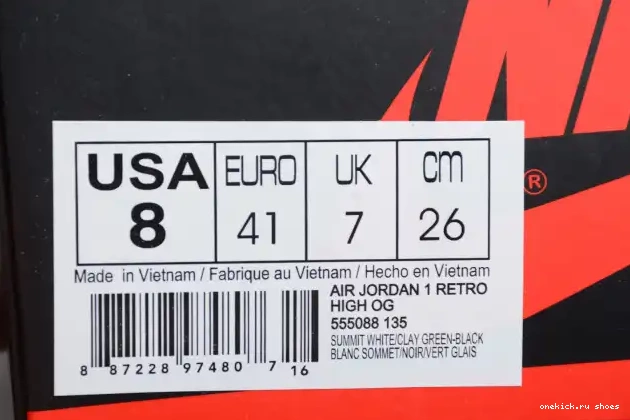 NI
®
USA EURO UK cm
8 41 7 26
Made in Vietnam / Fabrique au Vietnam / Hecho en Vietnam
AIR JORDAN 1 RETRO
HIGH OG
555088 135
SUMMIT WHITE/CLAY GREEN-BLACK
BLANC SOMMET/NOIR/VERT GLAIS
8 87228 97480 7 16
onekick.ru shoes